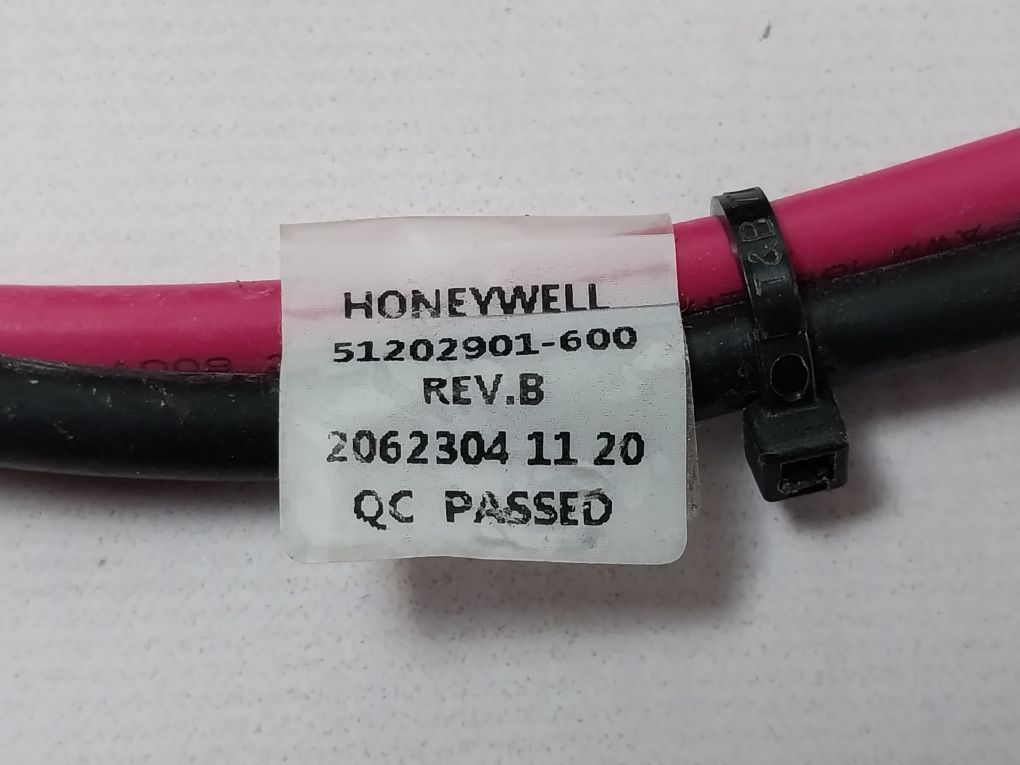 HONEYWELL
51202901-600
REV.B
2062304 11 20
QC PASSED
T&B